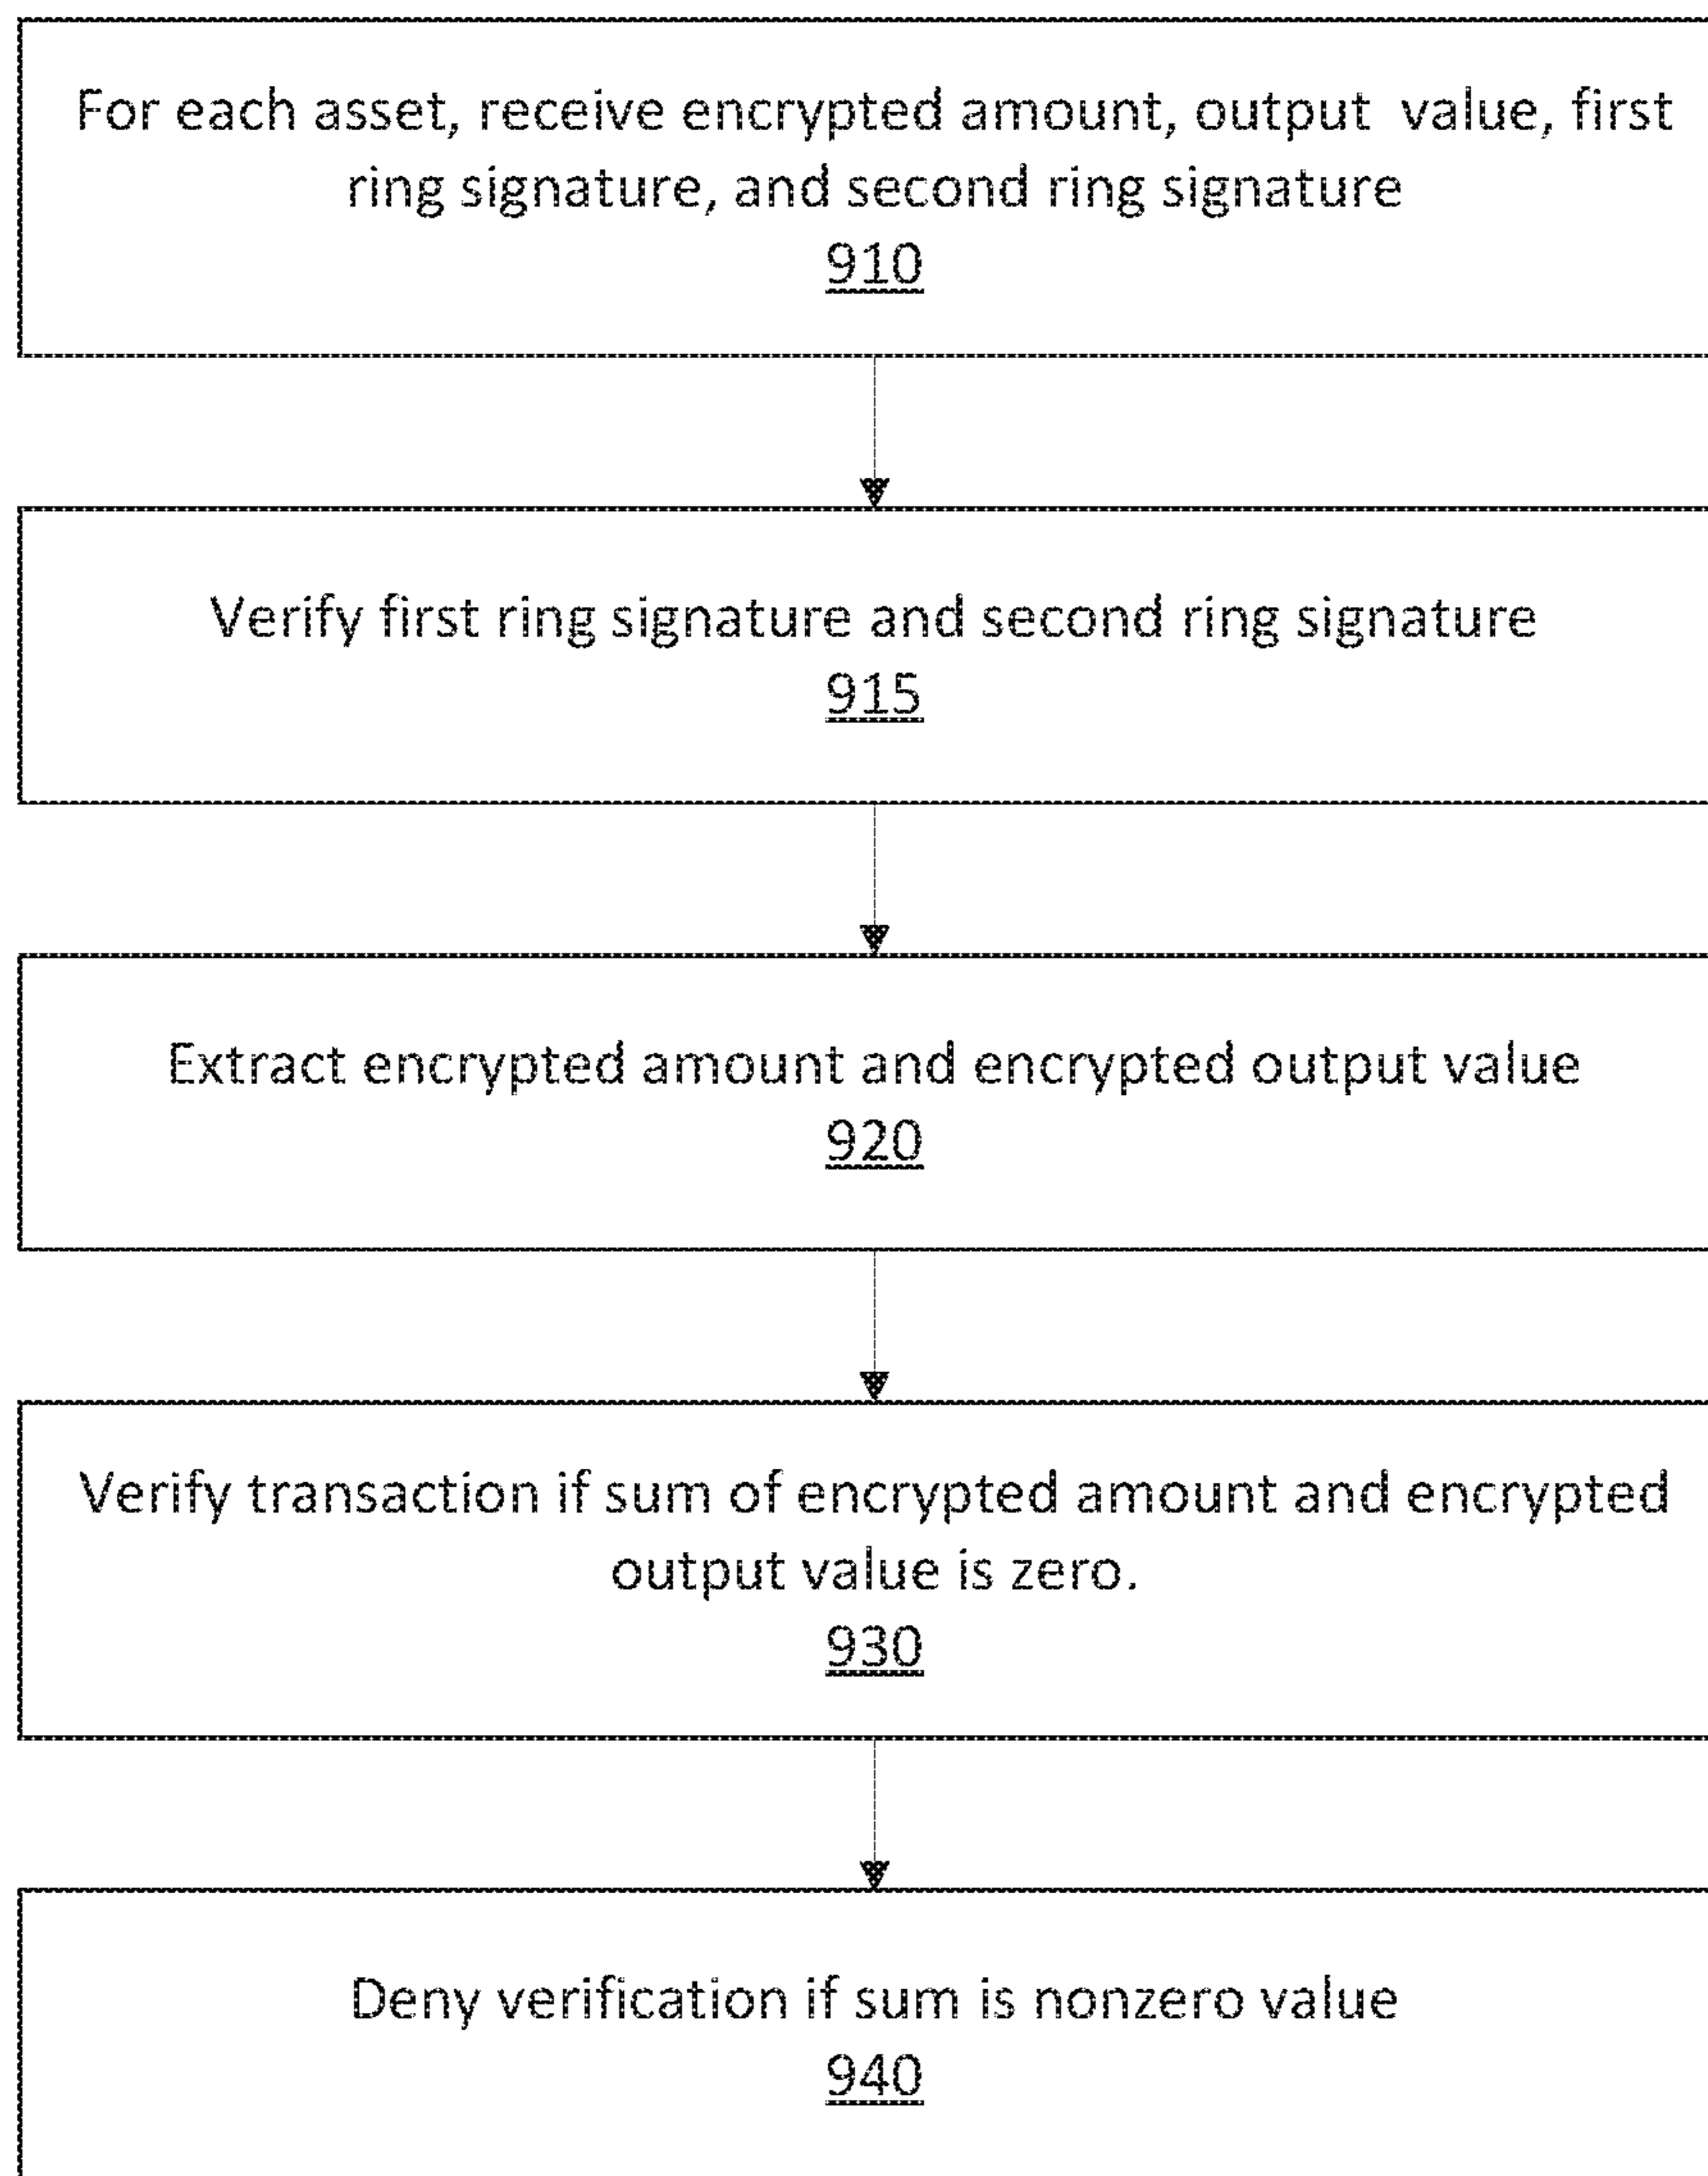 For each asset, receive encrypted amount, output  value, first
ring signature, and second ring signature
910
Verify first ring signature and second ring signature
915
Extract encrypted amount and encrypted output value
920
Verify transaction if sum of encrypted amount and encrypted
output value is zero.
930
Deny verification if sum is nonzero value
940